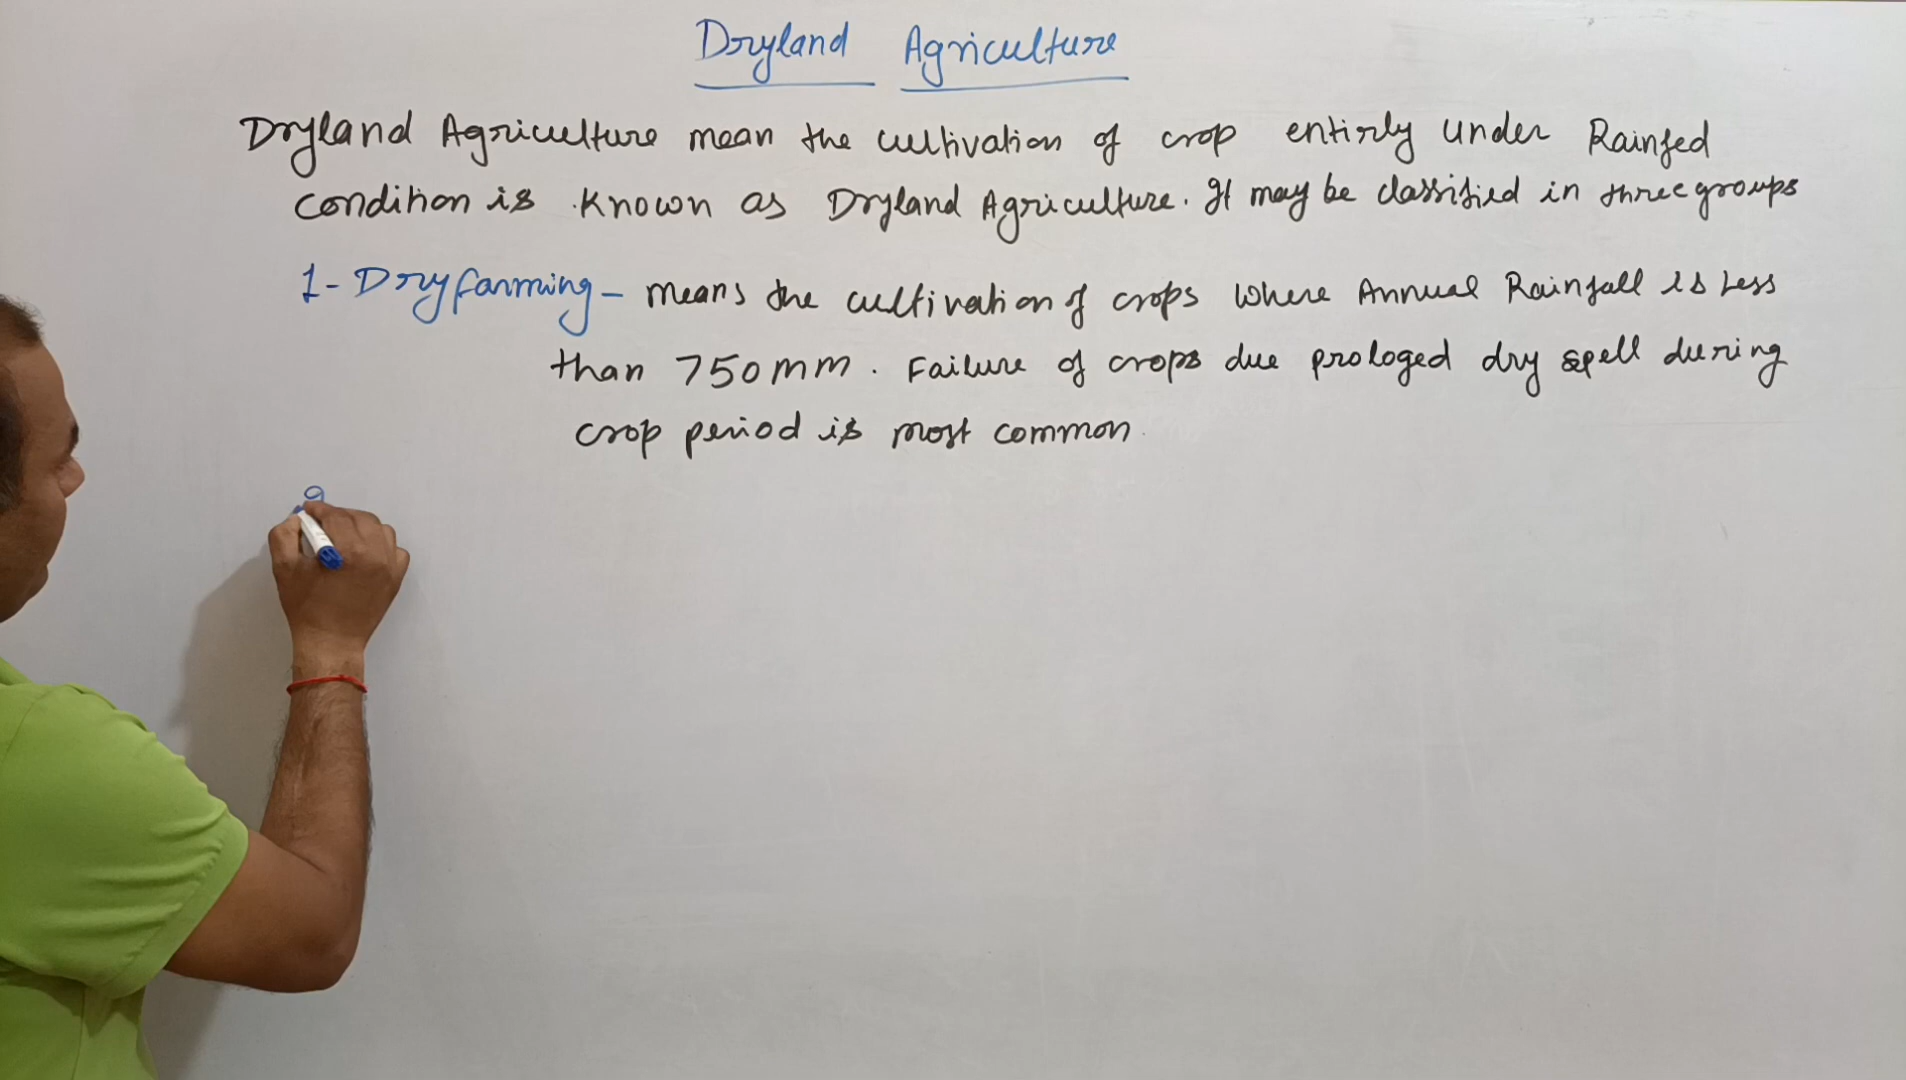 Dryland Agriculture
Dryland Agriculture mean the cultivation of crop entirly under Rainfed
condition is known as Dryland Agriculture. It may be classified in three groups
1- Dryfarming - means the cultivation of crops where Annual Rainfall is Less
than 750mm. Failure of crops due prologed dry spell during
crop period is most common.